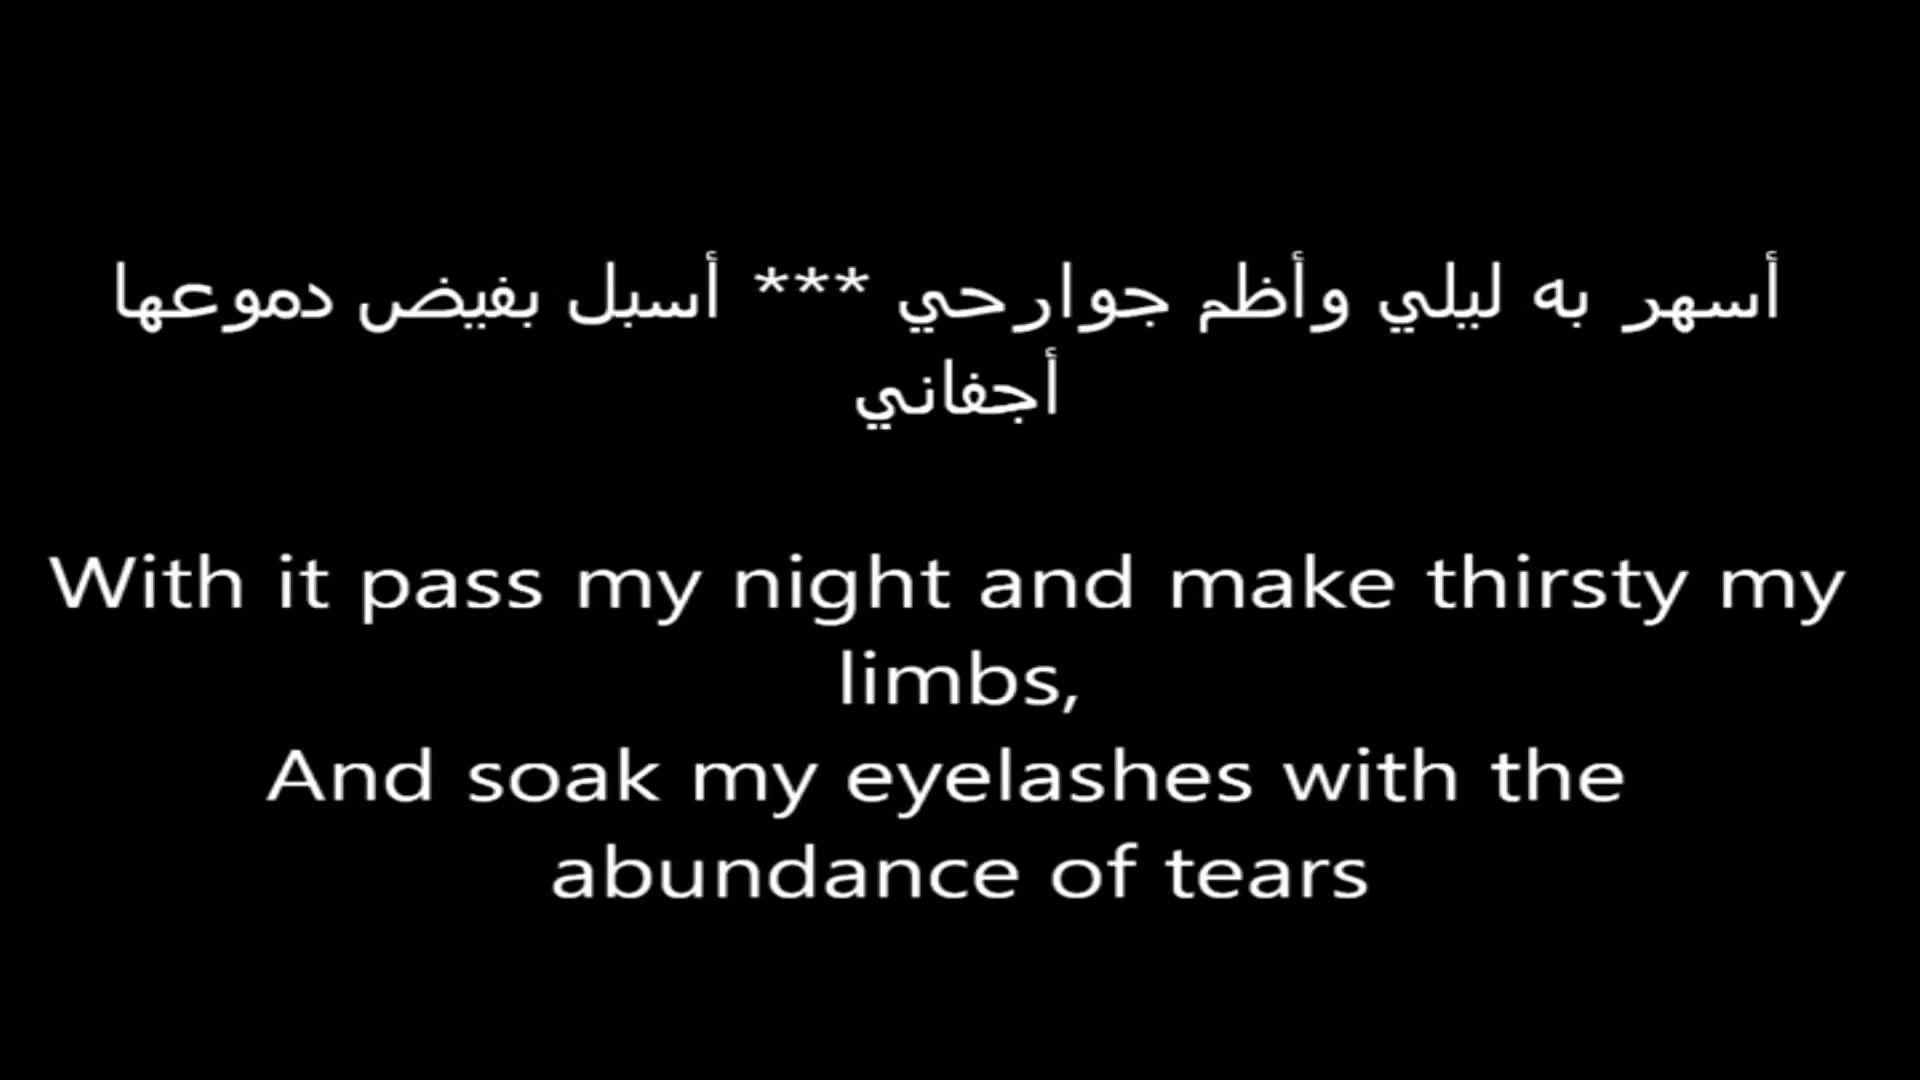 أسهر به ليلي وأظم جوارحي *** أسبل بفيض دموعها
أجفاني
With it pass my night and make thirsty my
limbs,
And soak my eyelashes with the
abundance of tears